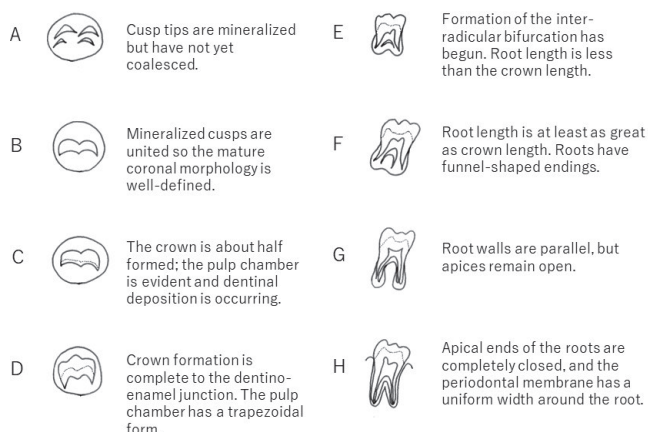 A
Cusp tips are mineralized
but have not yet
coalesced.
B
Mineralized cusps are
united so the mature
coronal morphology is
well-defined.
C
The crown is about half
formed; the pulp chamber
is evident and dentinal
deposition is occurring.
D
Crown formation is
complete to the dentino-
enamel junction. The pulp
chamber has a trapezoidal
form.
E
Formation of the inter-
radicular bifurcation has
begun. Root length is less
than the crown length.
F
Root length is at least as great
as crown length. Roots have
funnel-shaped endings.
G
Root walls are parallel, but
apices remain open.
H
Apical ends of the roots are
completely closed, and the
periodontal membrane has a
uniform width around the root.